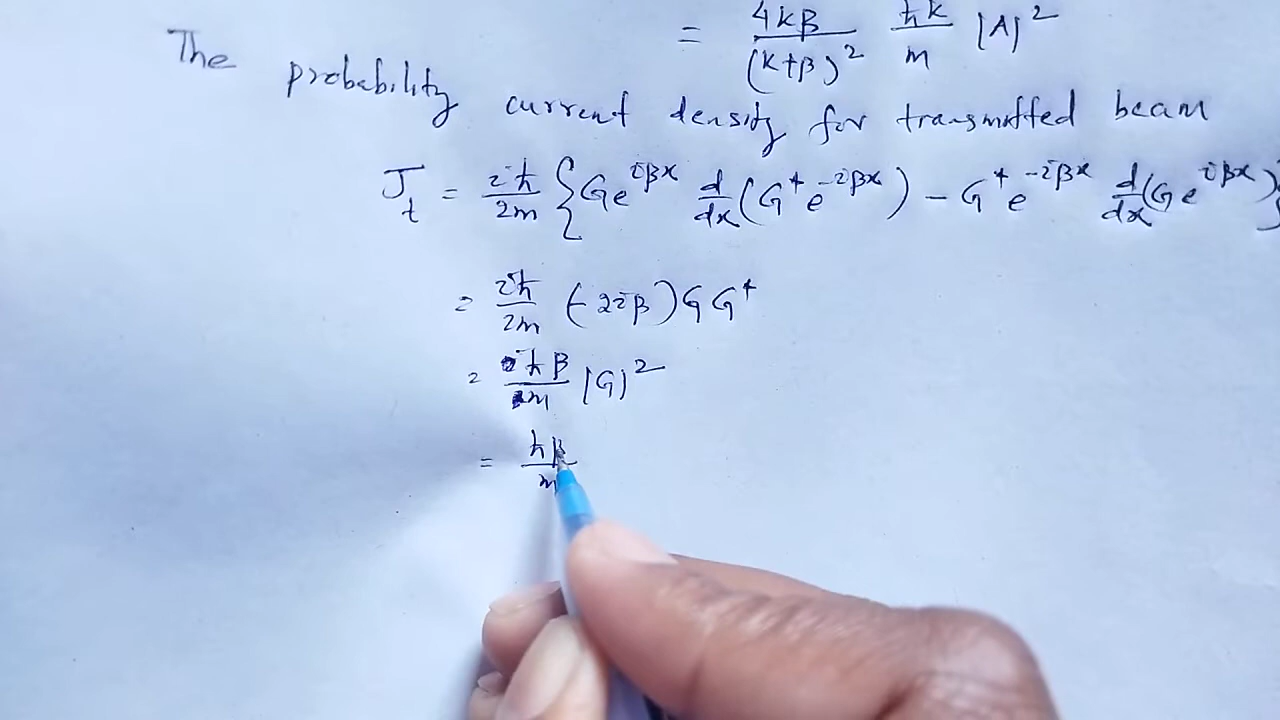 = 4kβ/(k+β)² ħk/m |A|²
The probability current density for transmitted beam
J_t = iħ/2m {Ge^{iβx} d/dx (G*e^{-iβx}) - G*e^{-iβx} d/dx (Ge^{iβx})}
= iħ/2m (-2iβ) G G*
= ħβ/m |G|²
= ħβ/m